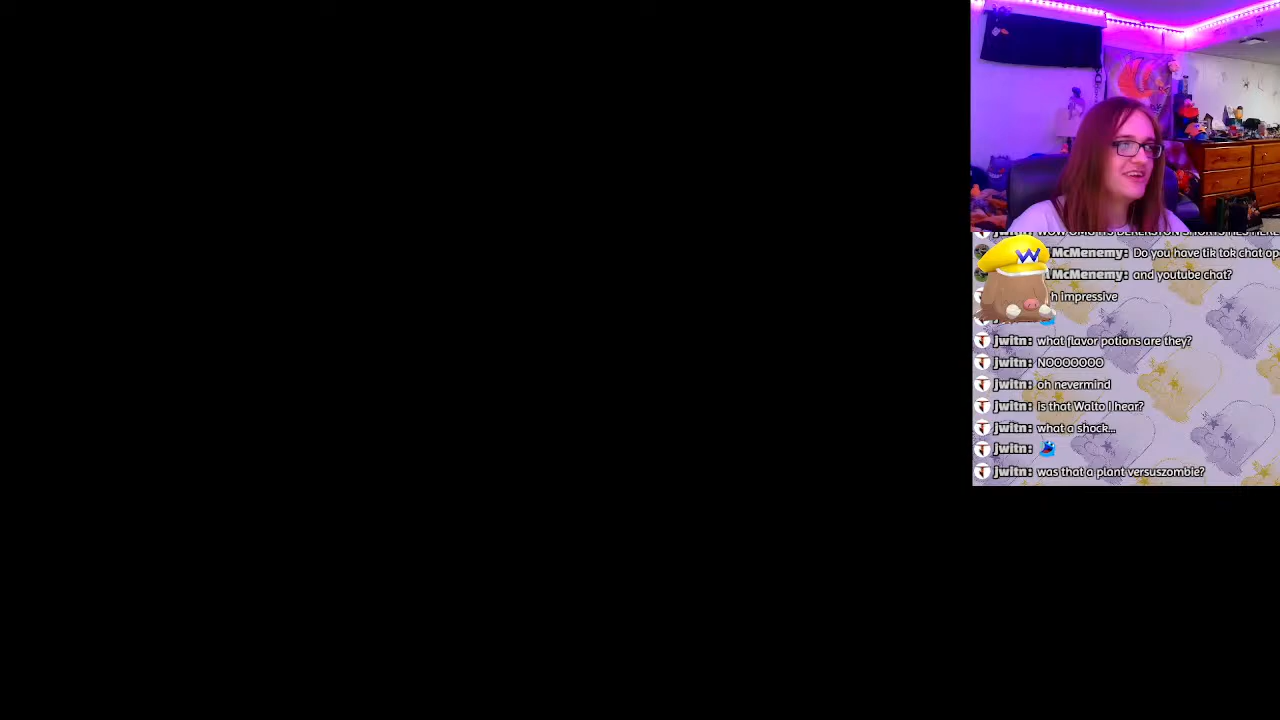 McMenemy: Do you have tik tok chat op
McMenemy: and youtube chat?
h impressive
jwitn: what flavor potions are they?
jwitn: NOOOOOOO
jwitn: oh nevermind
jwitn: is that Walto I hear?
jwitn: what a shock...
jwitn:
jwitn: was that a plant versuszombie?